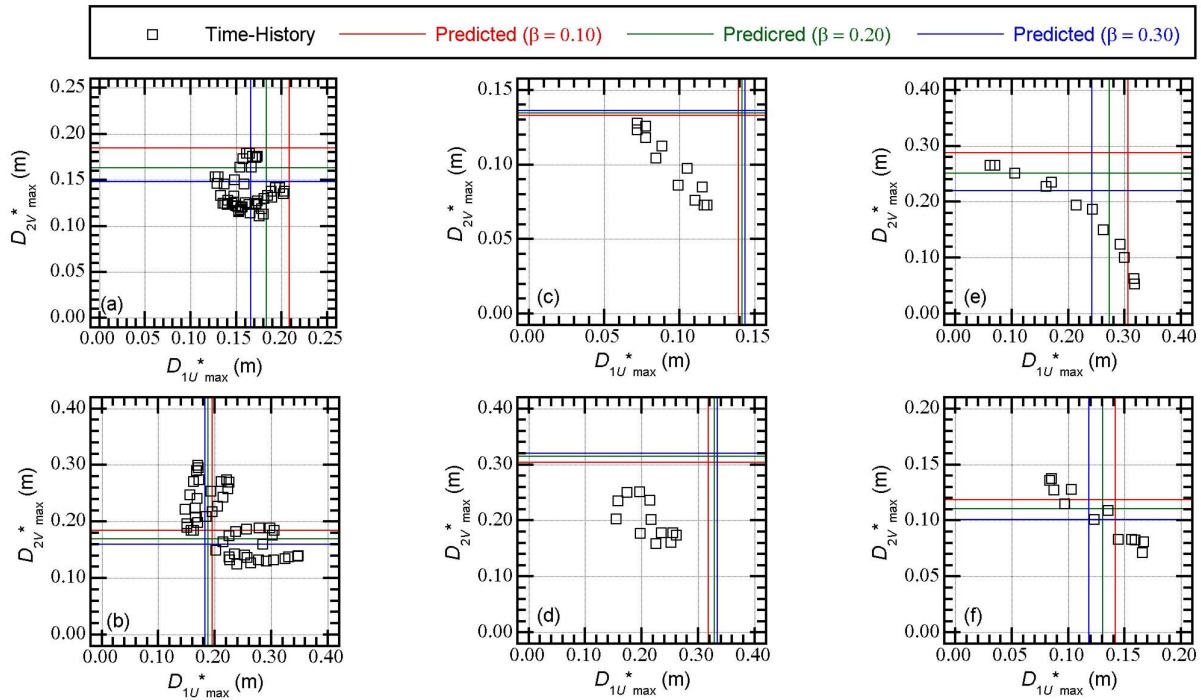 Time-History Predicted (β = 0.10) Predicred (β = 0.20) Predicted (β = 0.30)
0.25
0.20
0.15
0.10
0.05
0.00
D2V*max (m)
(a)
0.00 0.05 0.10 0.15 0.20 0.25
D1U*max (m)
0.15
0.10
0.05
0.00
D2V*max (m)
(c)
0.00 0.05 0.10 0.15
D1U*max (m)
0.40
0.30
0.20
0.10
0.00
D2V*max (m)
(e)
0.00 0.10 0.20 0.30 0.40
D1U*max (m)
0.40
0.30
0.20
0.10
0.00
D2V*max (m)
(b)
0.00 0.10 0.20 0.30 0.40
D1U*max (m)
0.40
0.30
0.20
0.10
0.00
D2V*max (m)
(d)
0.00 0.10 0.20 0.30 0.40
D1U*max (m)
0.20
0.15
0.10
0.05
0.00
D2V*max (m)
(f)
0.00 0.05 0.10 0.15 0.20
D1U*max (m)